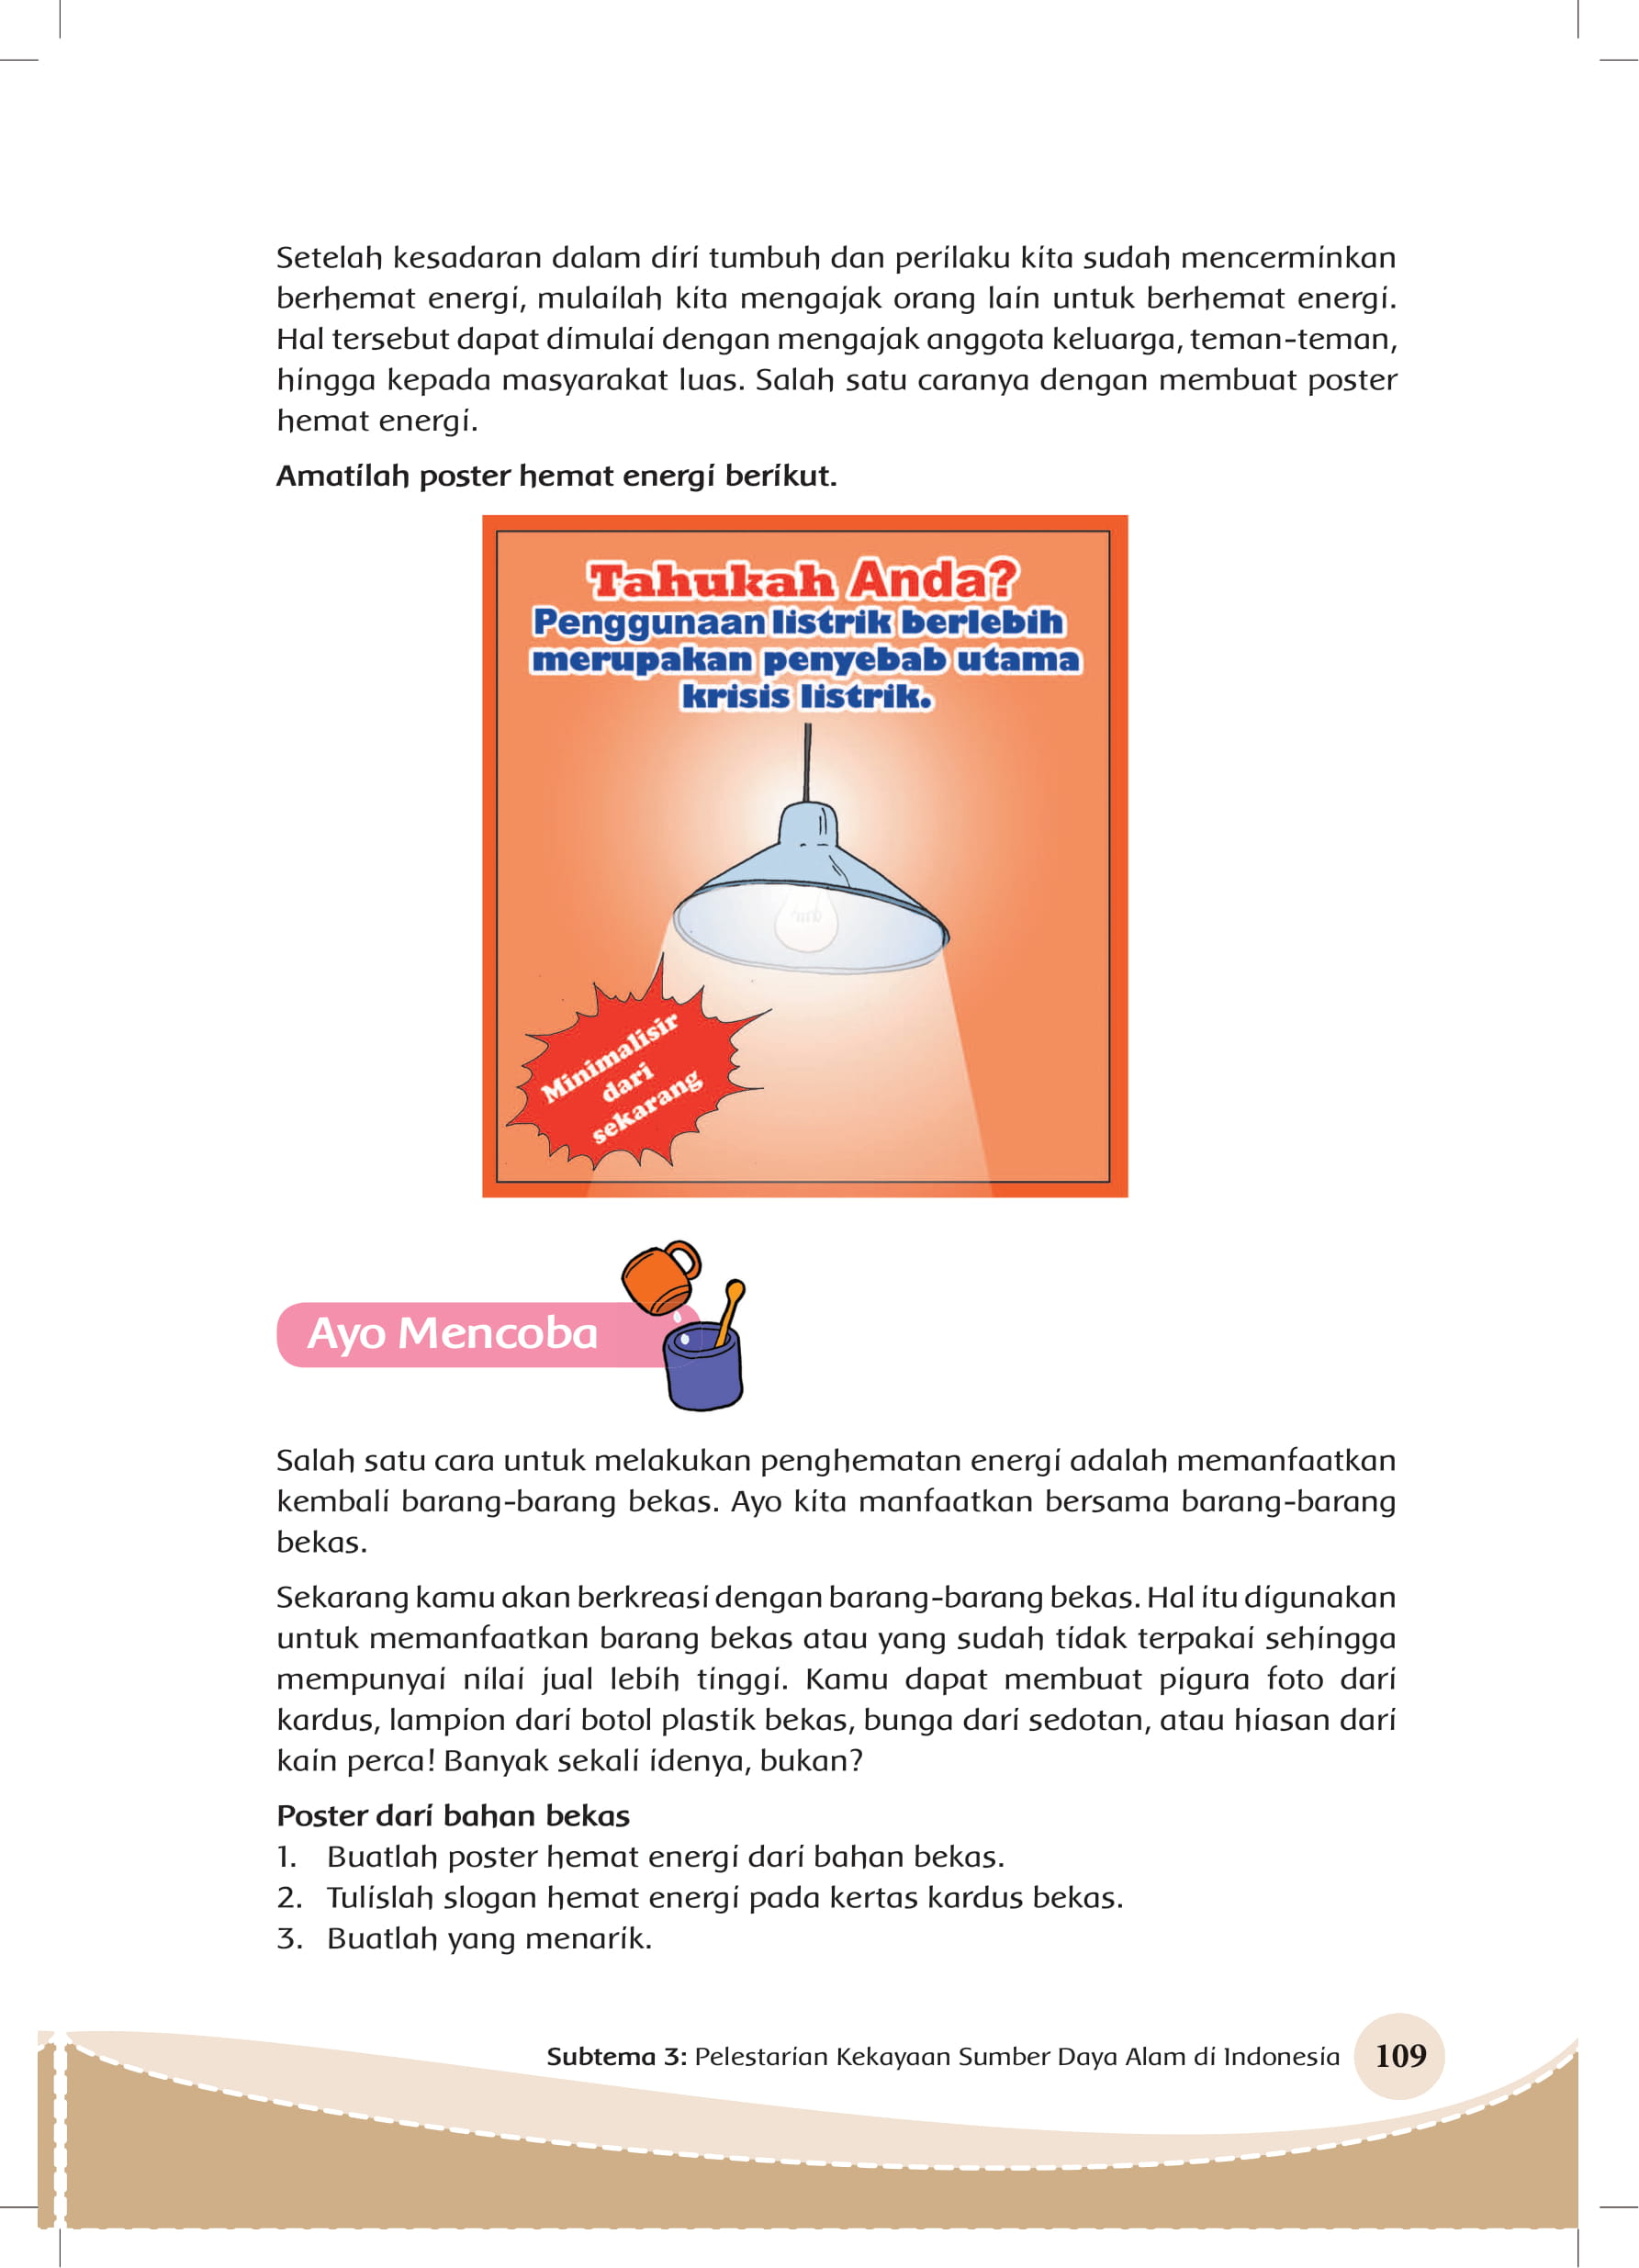 Setelah kesadaran dalam diri tumbuh dan perilaku kita sudah mencerminkan
berhemat energi, mulailah kita mengajak orang lain untuk berhemat energi.
Hal tersebut dapat dimulai dengan mengajak anggota keluarga, teman-teman,
hingga kepada masyarakat luas. Salah satu caranya dengan membuat poster
hemat energi.
Amatilah poster hemat energi berikut.
Tahukah Anda?
Penggunaan listrik berlebih
merupakan penyebab utama
krisis listrik.
Minimalisir
dari
sekarang
Ayo Mencoba
Salah satu cara untuk melakukan penghematan energi adalah memanfaatkan
kembali barang-barang bekas. Ayo kita manfaatkan bersama barang-barang
bekas.
Sekarang kamu akan berkreasi dengan barang-barang bekas. Hal itu digunakan
untuk memanfaatkan barang bekas atau yang sudah tidak terpakai sehingga
mempunyai nilai jual lebih tinggi. Kamu dapat membuat pigura foto dari
kardus, lampion dari botol plastik bekas, bunga dari sedotan, atau hiasan dari
kain perca! Banyak sekali idenya, bukan?
Poster dari bahan bekas
1. Buatlah poster hemat energi dari bahan bekas.
2. Tulislah slogan hemat energi pada kertas kardus bekas.
3. Buatlah yang menarik.
Subtema 3: Pelestarian Kekayaan Sumber Daya Alam di Indonesia 109